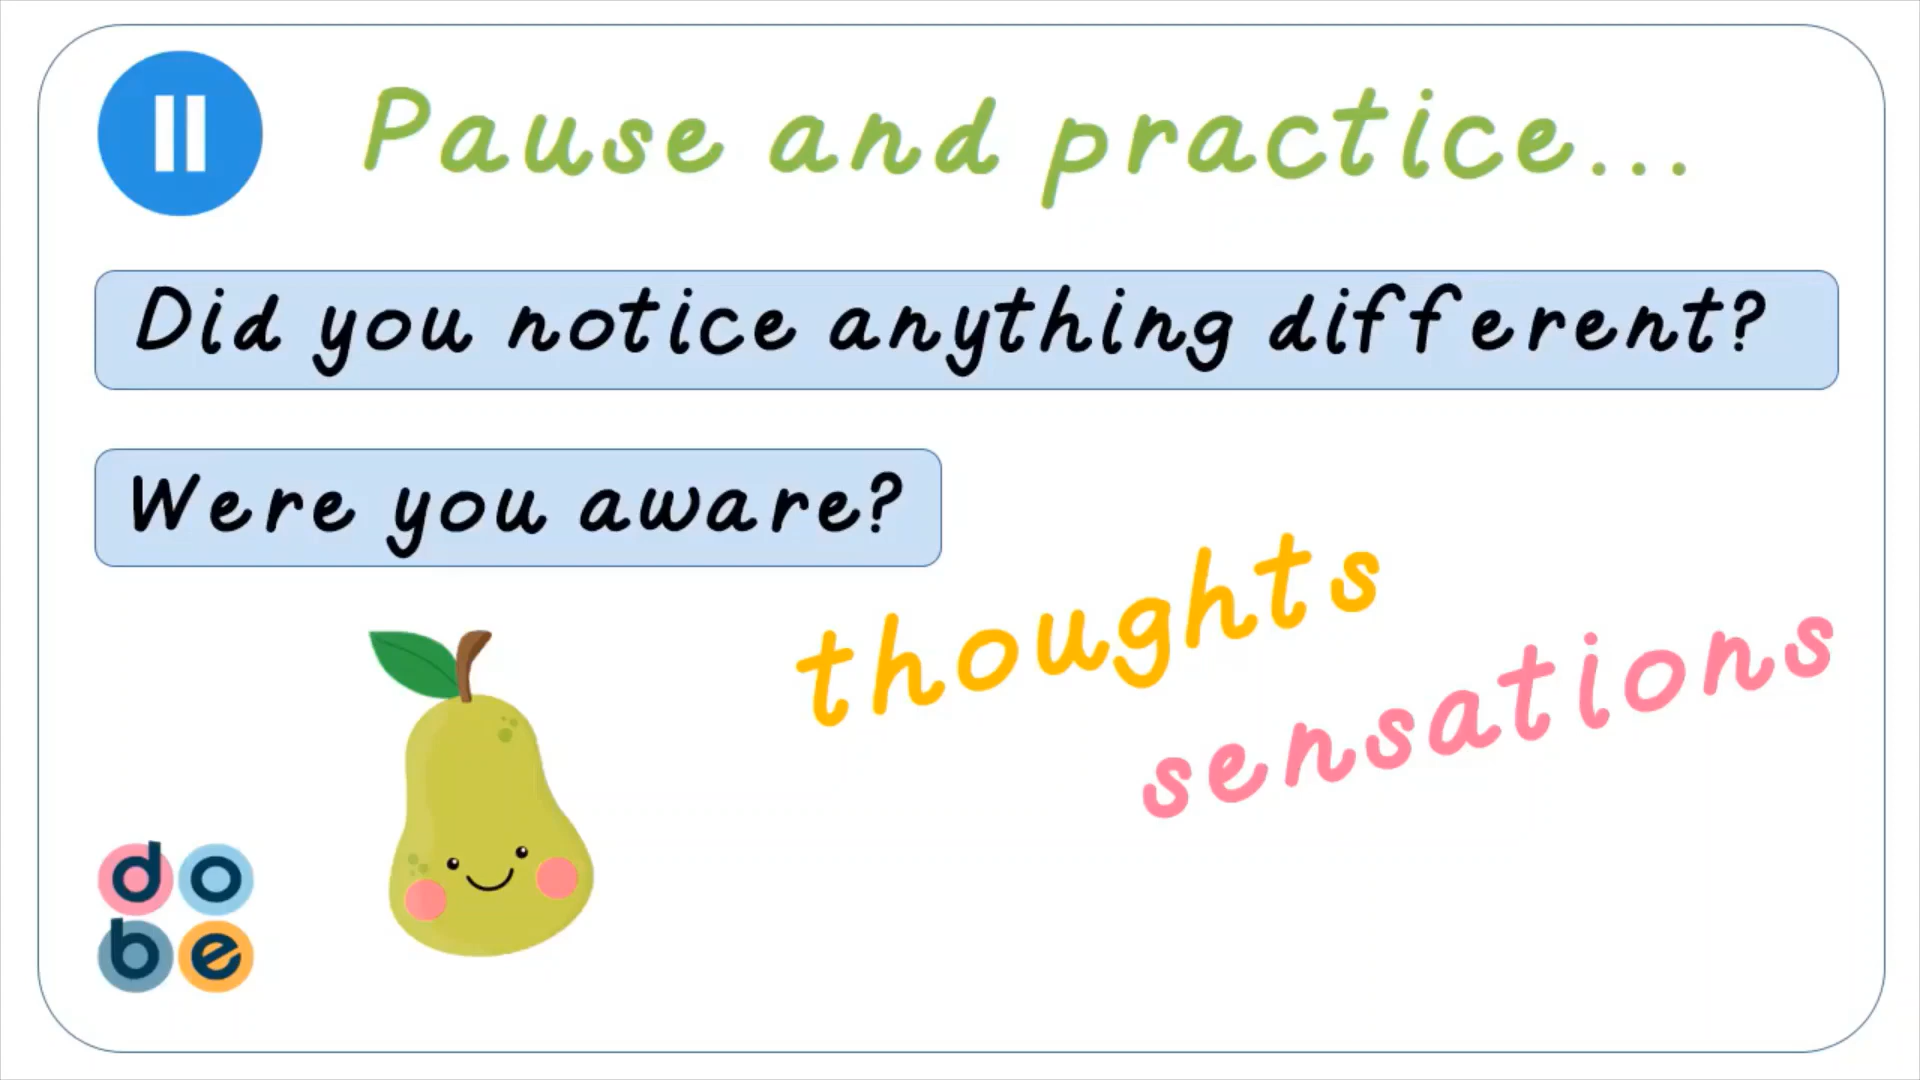 Pause and practice...
Did you notice anything different?
Were you aware?
thoughts
sensations
do
be